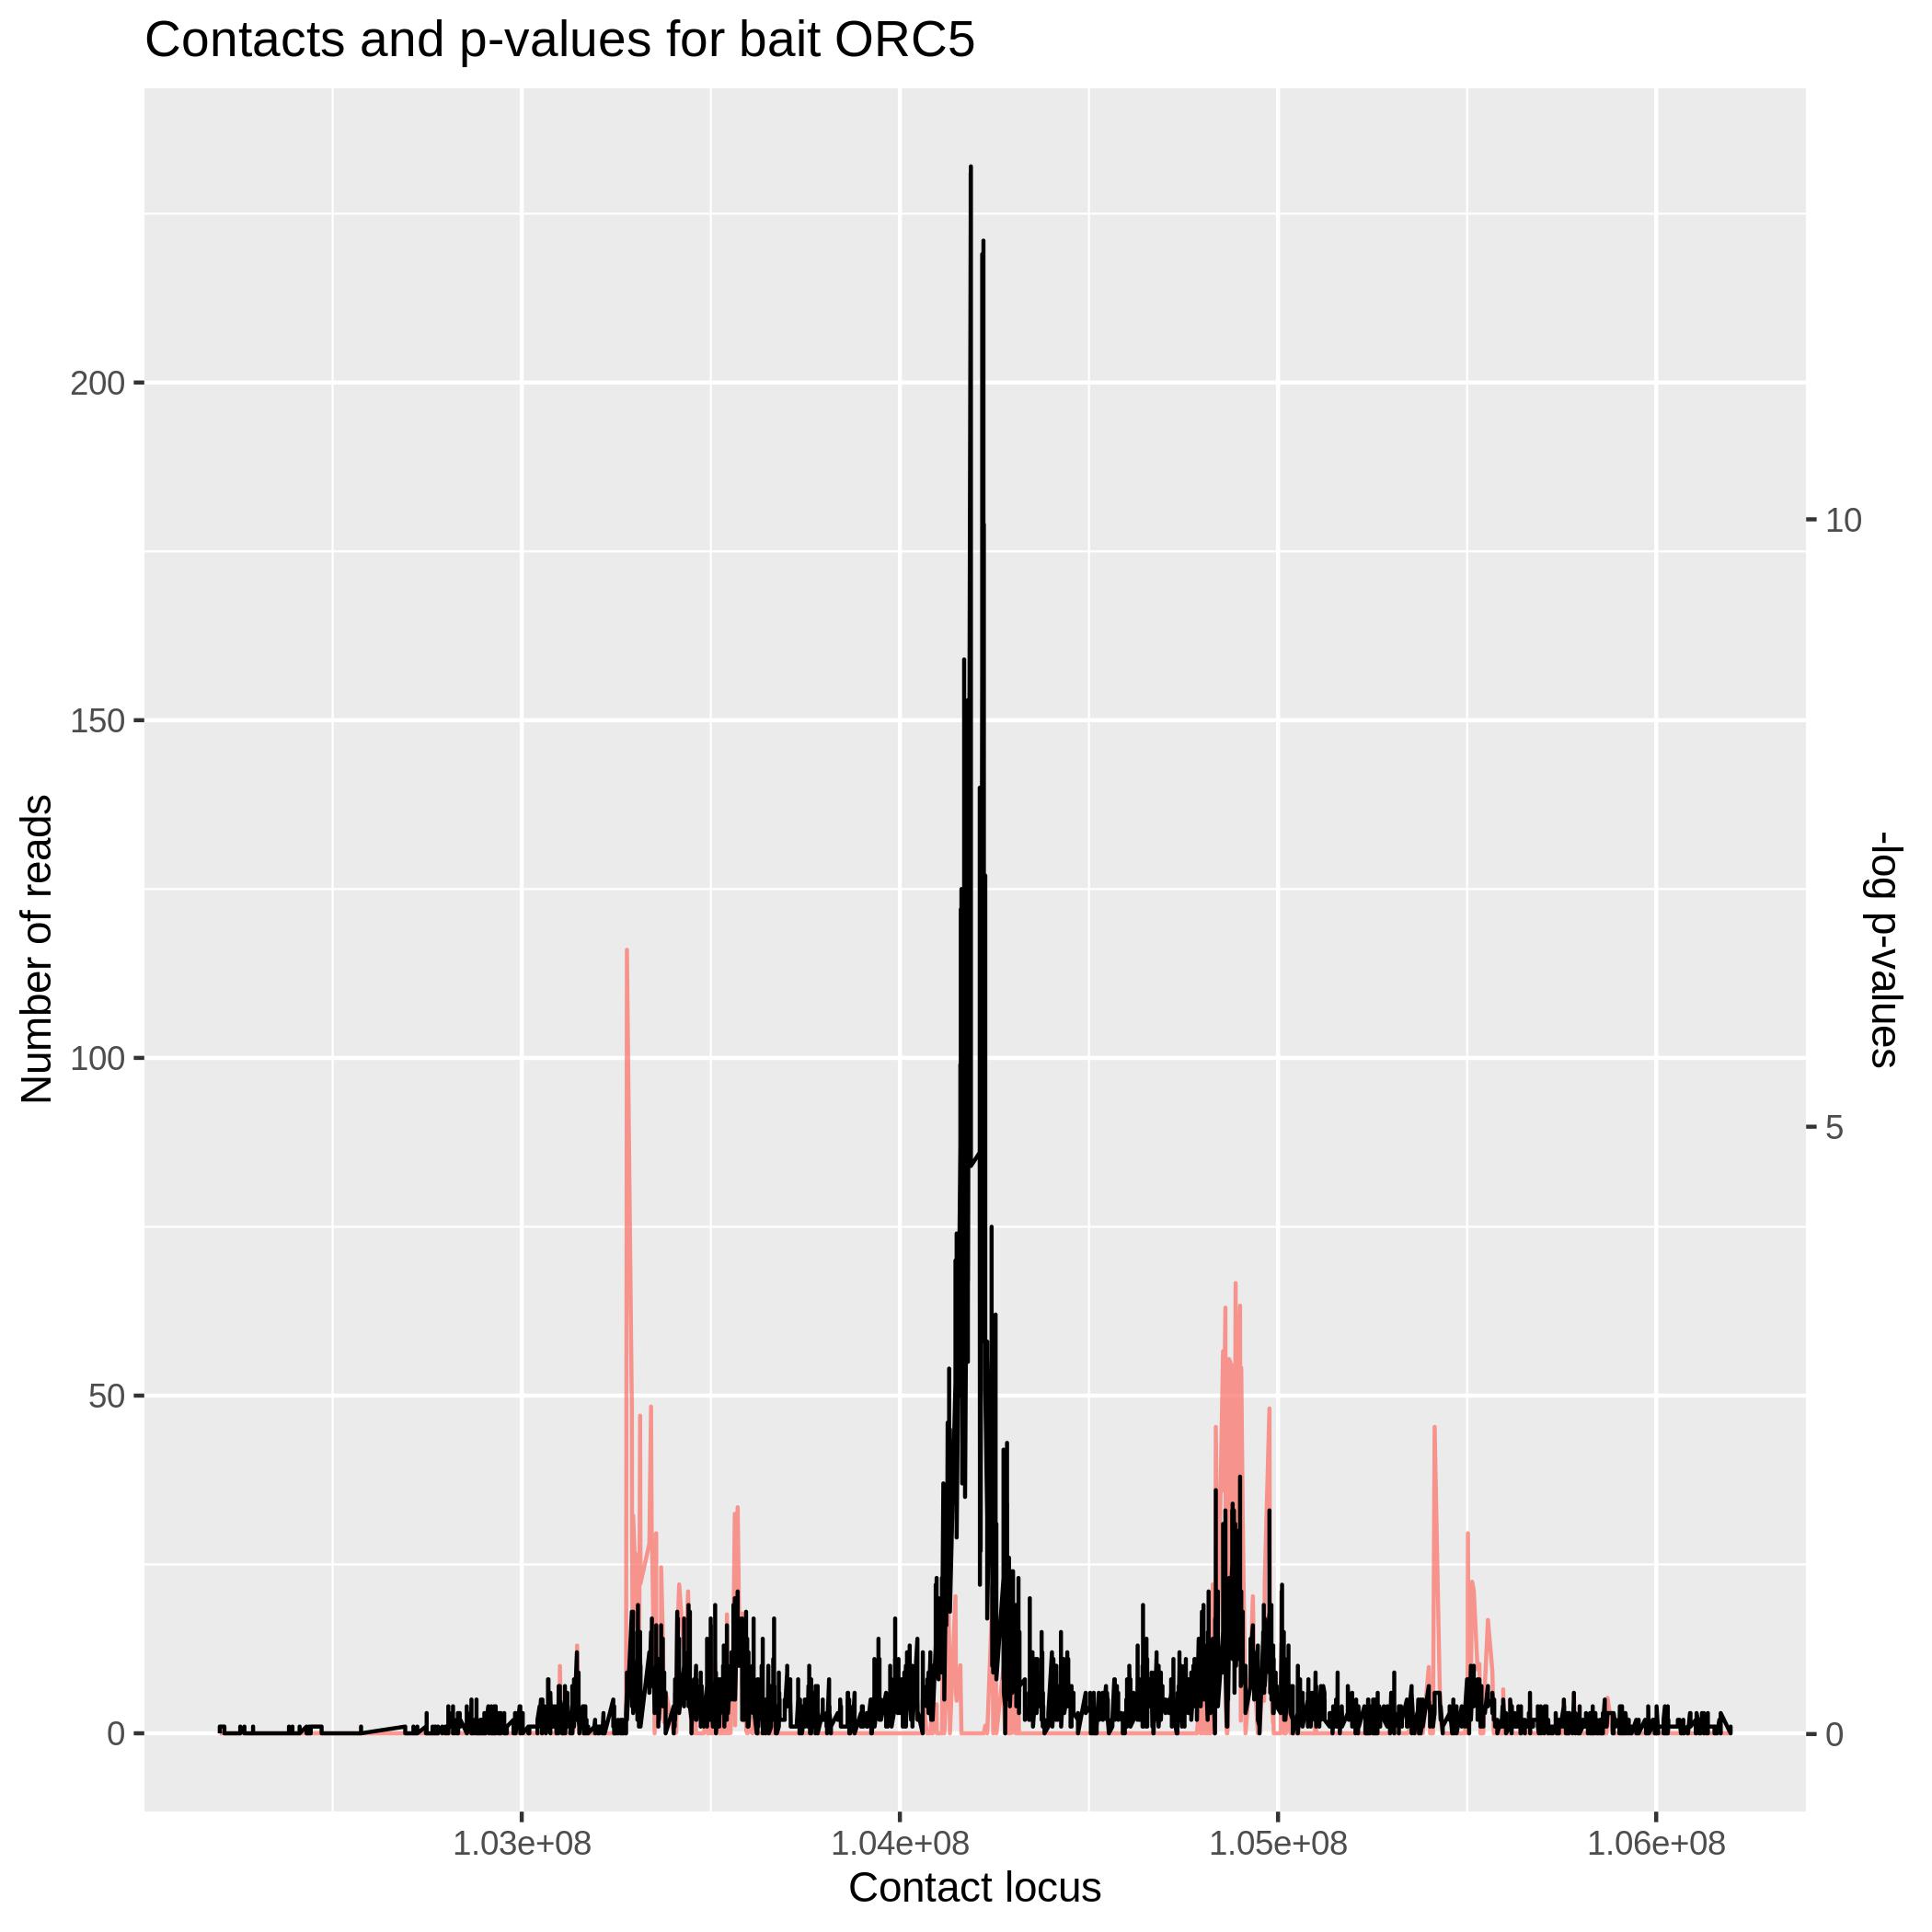 Contacts and p-values for bait ORC5
Number of reads
200
150
100
50
0
10
5
0
-log p-values
1.03e+08
1.04e+08
1.05e+08
1.06e+08
Contact locus